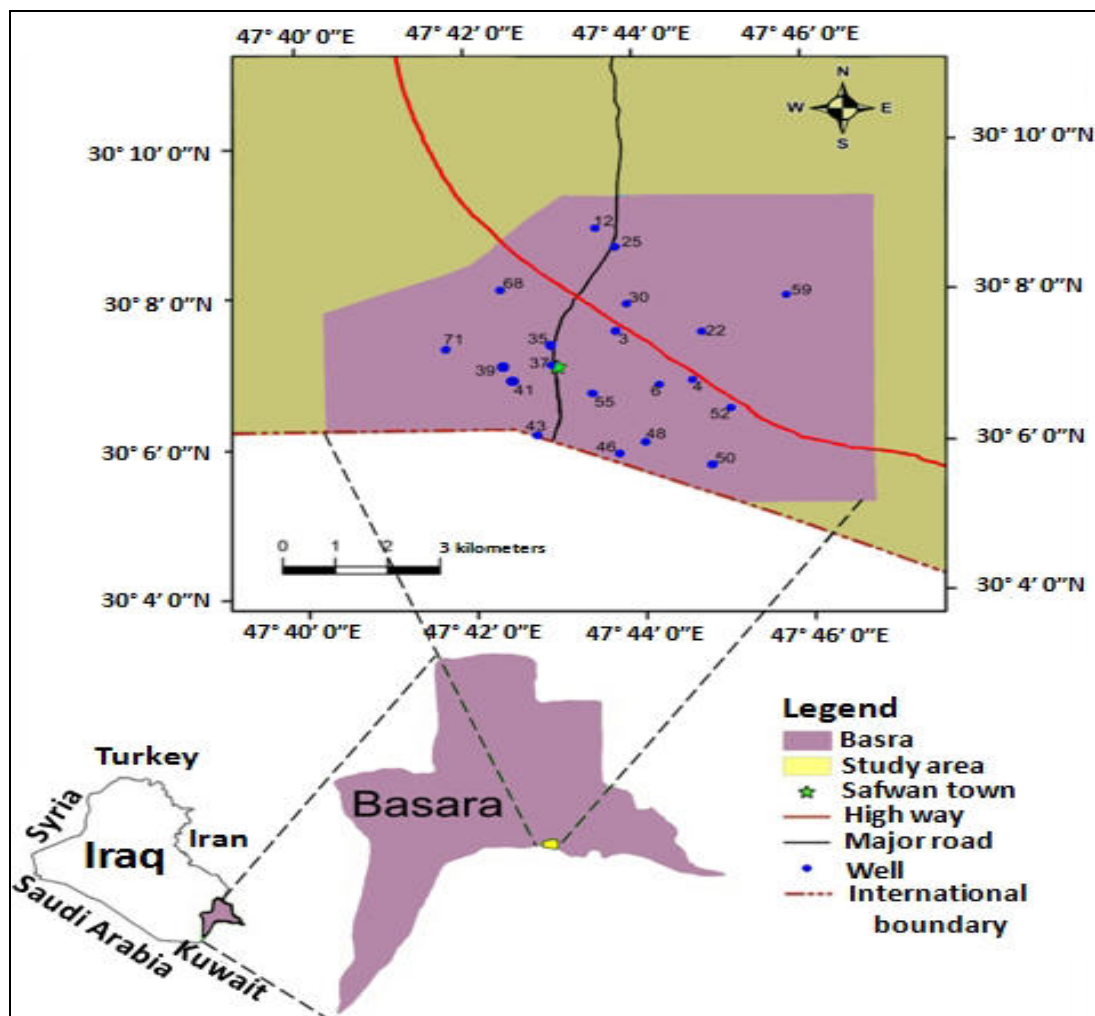 47° 40' 0"E 47° 42' 0"E 47° 44' 0"E 47° 46' 0"E
N
W E
S
30° 10' 0"N 30° 10' 0"N
12
25
68
59
30° 8' 0"N 30° 8' 0"N
30
3 22
35
71
37
39
41
6 4
55
52
43
48
46
50
30° 6' 0"N 30° 6' 0"N
0 1 2 3 kilometers
30° 4' 0"N 30° 4' 0"N
47° 40' 0"E 47° 42' 0"E 47° 44' 0"E 47° 46' 0"E
Legend
Basra
Study area
Safwan town
High way
Major road
Well
International
boundary
Basara
Turkey
Syria
Iran
Iraq
Saudi Arabia
Kuwait